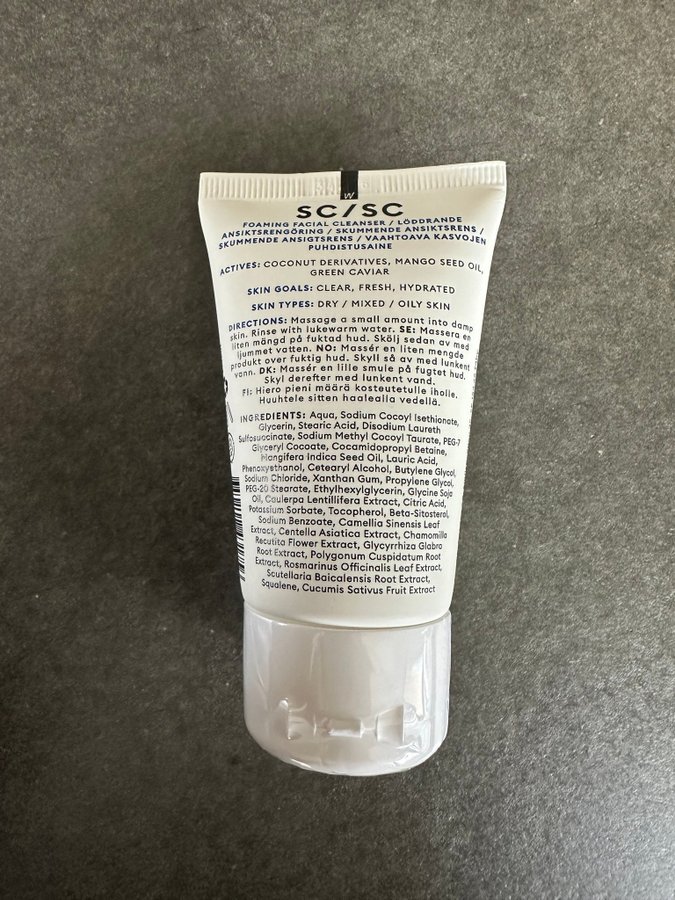 W
SC/SC
FOAMING FACIAL CLEANSER / LÖDDRANDE
ANSIKTSRENGÖRING / SKUMMENDE ANSIKTSRENS /
SKUMMENDE ANSIGTSRENS / VAAHTOAVA KASVOJEN
PUHDISTUSAINE
ACTIVES: COCONUT DERIVATIVES, MANGO SEED OIL,
GREEN CAVIAR
SKIN GOALS: CLEAR, FRESH, HYDRATED
SKIN TYPES: DRY / MIXED / OILY SKIN
DIRECTIONS: Massage a small amount into damp
skin. Rinse with lukewarm water. SE: Massera en
liten mängd på fuktad hud. Skölj sedan av med
ljummet vatten. NO: Massér en liten mengde
produkt over fuktig hud. Skyll så av med lunkent
vann. DK: Massér en lille smule på fugtet hud.
Skyl derefter med lunkent vand.
FI: Hiero pieni määrä kosteutetulle iholle.
Huuhtele sitten haalealla vedellä.
INGREDIENTS: Aqua, Sodium Cocoyl Isethionate,
Glycerin, Stearic Acid, Disodium Laureth
Sulfosuccinate, Sodium Methyl Cocoyl Taurate, PEG-7
Glyceryl Cocoate, Cocamidopropyl Betaine,
Mangifera Indica Seed Oil, Lauric Acid,
Phenoxyethanol, Cetearyl Alcohol, Butylene Glycol,
Sodium Chloride, Xanthan Gum, Propylene Glycol,
PEG-20 Stearate, Ethylhexylglycerin, Glycine Soja
Oil, Caulerpa Lentillifera Extract, Citric Acid,
Potassium Sorbate, Tocopherol, Beta-Sitosterol,
Sodium Benzoate, Camellia Sinensis Leaf
Extract, Centella Asiatica Extract, Chamomilla
Recutita Flower Extract, Glycyrrhiza Glabra
Root Extract, Polygonum Cuspidatum Root
Extract, Rosmarinus Officinalis Leaf Extract,
Scutellaria Baicalensis Root Extract,
Squalene, Cucumis Sativus Fruit Extract